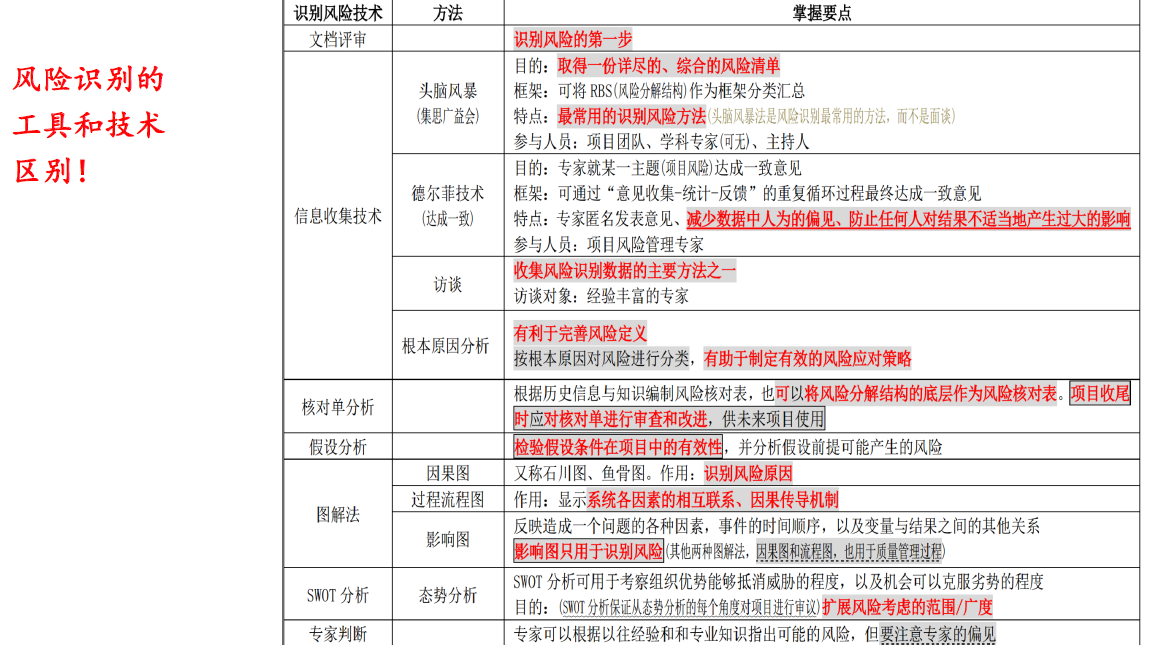 风险识别的
工具和技术
区别!
识别风险技术 方法 掌握要点
文档评审 识别风险的第一步
信息收集技术
头脑风暴
(集思广益会)
目的：取得一份详尽的、综合的风险清单
框架：可将 RBS(风险分解结构)作为框架分类汇总
特点：最常用的识别风险方法(头脑风暴法是风险识别最常用的方法，而不是面谈)
参与人员：项目团队、学科专家(可无)、主持人
德尔菲技术
(达成一致)
目的：专家就某一主题(项目风险)达成一致意见
框架：可通过“意见收集-统计-反馈”的重复循环过程最终达成一致意见
特点：专家匿名发表意见、减少数据中人为的偏见、防止任何人对结果不适当地产生过大的影响
参与人员：项目风险管理专家
访谈
收集风险识别数据的主要方法之一
访谈对象：经验丰富的专家
根本原因分析
有利于完善风险定义
按根本原因对风险进行分类，有助于制定有效的风险应对策略
核对单分析
根据历史信息与知识编制风险核对表，也可以将风险分解结构的底层作为风险核对表。项目收尾
时应对核对单进行审查和改进，供未来项目使用
假设分析 检验假设条件在项目中的有效性，并分析假设前提可能产生的风险
图解法
因果图 又称石川图、鱼骨图。作用：识别风险原因
过程流程图 作用：显示系统各因素的相互联系、因果传导机制
影响图
反映造成一个问题的各种因素，事件的时间顺序，以及变量与结果之间的其他关系
影响图只用于识别风险(其他两种图解法，因果图和流程图，也用于质量管理过程)
SWOT 分析 态势分析
SWOT 分析可用于考察组织优势能够抵消威胁的程度，以及机会可以克服劣势的程度
目的：(SWOT 分析保证从态势分析的每个角度对项目进行审议)扩展风险考虑的范围/广度
专家判断 专家可以根据以往经验和和专业知识指出可能的风险，但要注意专家的偏见